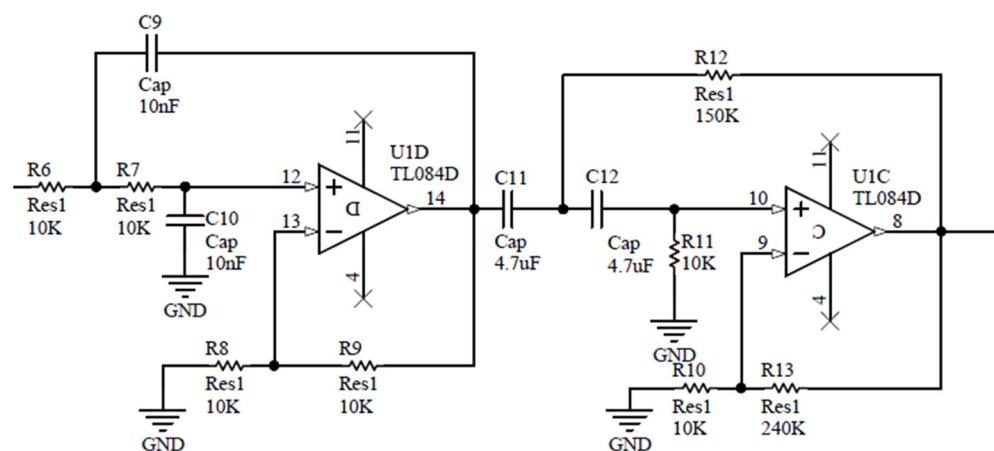 C9
Cap
10nF
R6
Res1
10K
R7
Res1
10K
C10
Cap
10nF
GND
12
13
11
4
D
U1D
TL084D
14
R8
Res1
10K
R9
Res1
10K
GND
C11
Cap
4.7uF
C12
Cap
4.7uF
R12
Res1
150K
R11
10K
GND
10
9
11
4
C
U1C
TL084D
8
R10
Res1
10K
R13
Res1
240K
GND